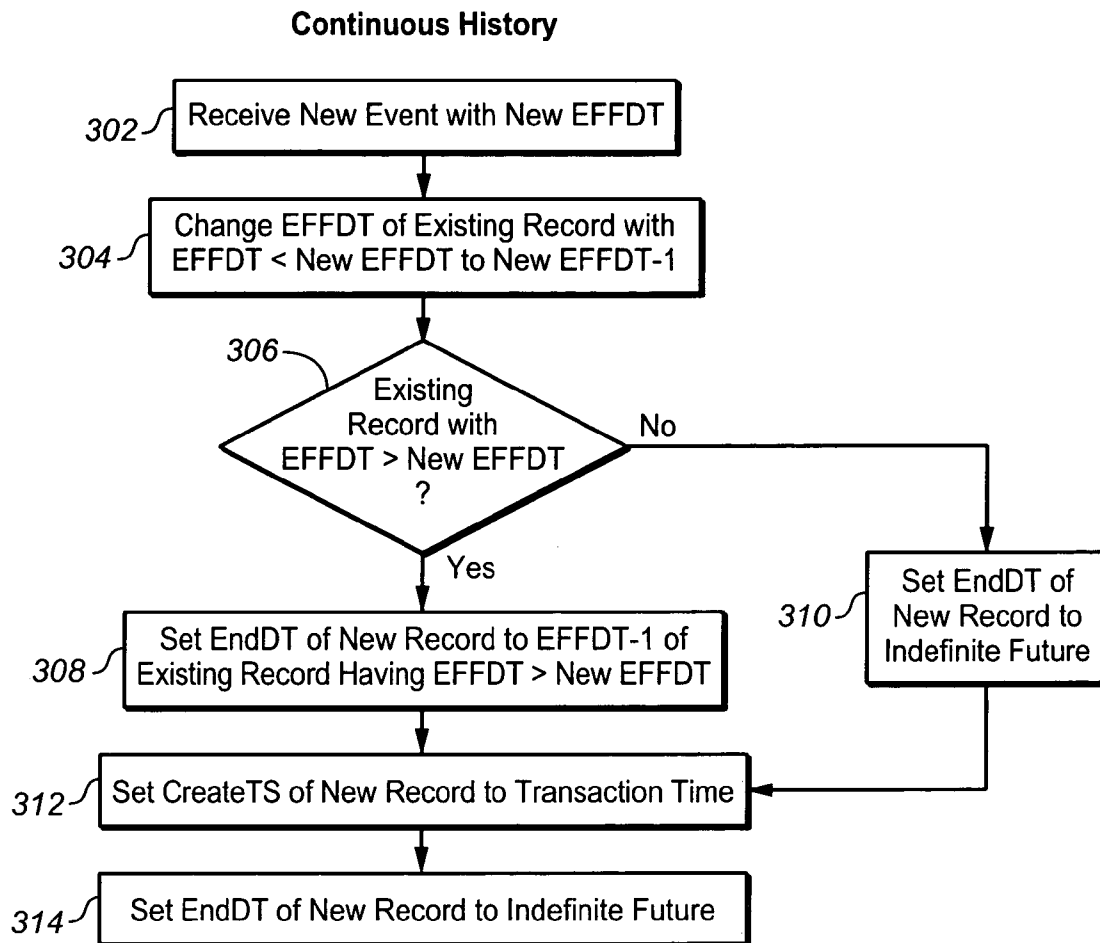 Continuous History
302
Receive New Event with New EFFDT
304
Change EFFDT of Existing Record with
EFFDT < New EFFDT to New EFFDT-1
306
Existing
Record with
EFFDT > New EFFDT
?
No
Yes
308
Set EndDT of New Record to EFFDT-1 of
Existing Record Having EFFDT > New EFFDT
310
Set EndDT of
New Record to
Indefinite Future
312
Set CreateTS of New Record to Transaction Time
314
Set EndDT of New Record to Indefinite Future